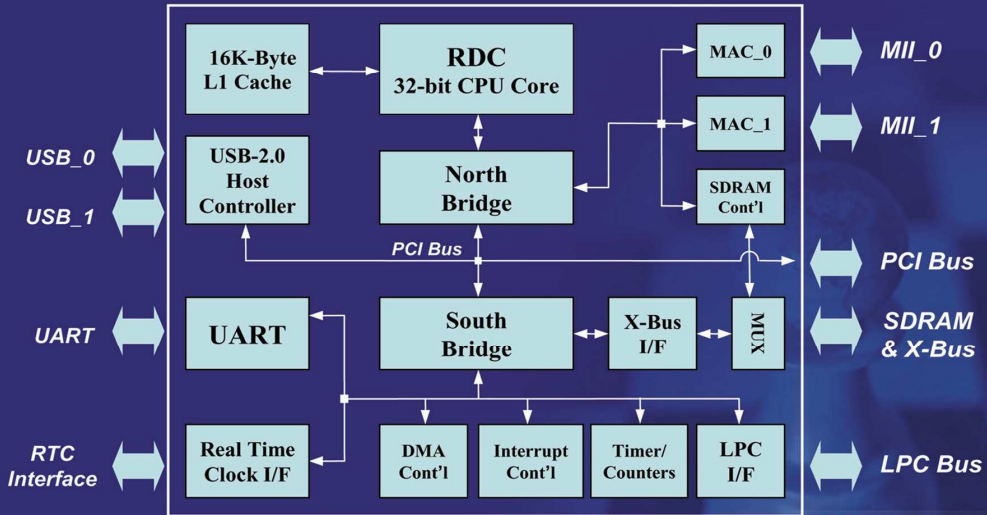 16K-Byte
L1 Cache
RDC
32-bit CPU Core
MAC_0
MII_0
MAC_1
MII_1
USB_0
USB_1
USB-2.0
Host
Controller
North
Bridge
SDRAM
Cont'l
PCI Bus
PCI Bus
UART
UART
South
Bridge
X-Bus
I/F
MUX
SDRAM
& X-Bus
RTC
Interface
Real Time
Clock I/F
DMA
Cont'l
Interrupt
Cont'l
Timer/
Counters
LPC
I/F
LPC Bus